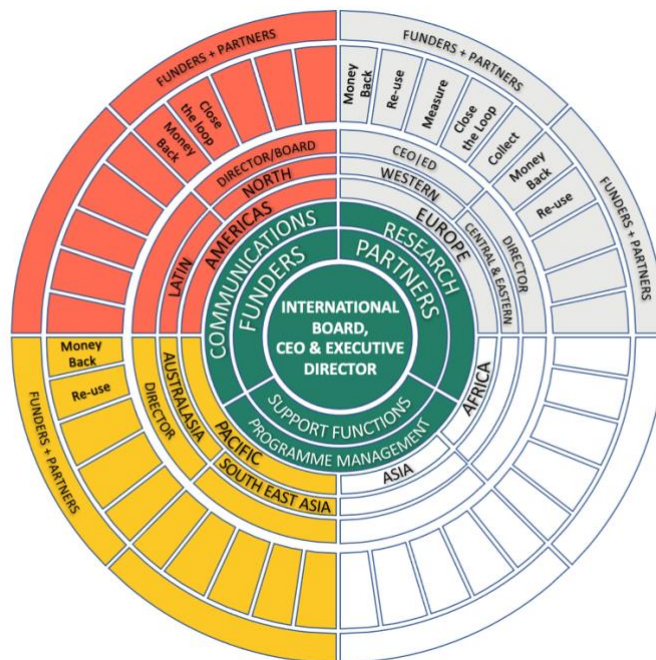 FUNDERS + PARTNERS
Money
Back
Close
the loop
DIRECTOR/BOARD
NORTH
AMERICAS
LATIN
FUNDERS + PARTNERS
Money
Back
Re-use
Measure
Close
the Loop
Collect
Money
Back
Re-use
FUNDERS + PARTNERS
CEO|ED
WESTERN
EUROPE
CENTRAL & EASTERN
DIRECTOR
COMMUNICATIONS
FUNDERS
RESEARCH
PARTNERS
INTERNATIONAL
BOARD,
CEO & EXECUTIVE
DIRECTOR
SUPPORT FUNCTIONS
PROGRAMME MANAGEMENT
Money
Back
Re-use
FUNDERS + PARTNERS
DIRECTOR
AUSTRALASIA
PACIFIC
SOUTH EAST ASIA
AFRICA
ASIA